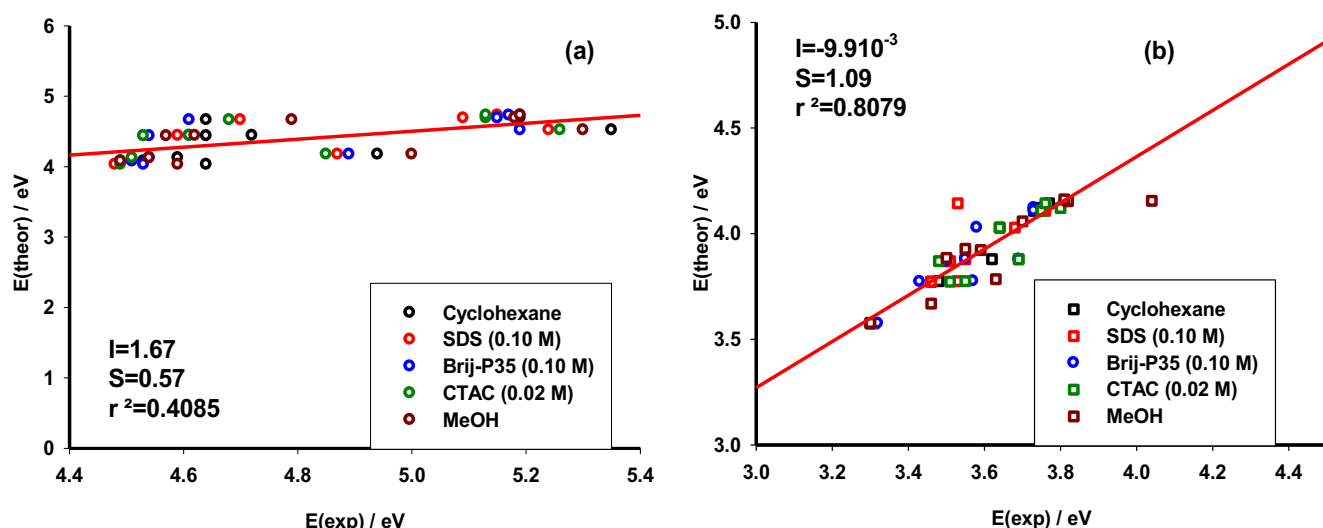 (a)
E(theor) / eV
6
5
4
3
2
1
0
I=1.67
S=0.57
r ²=0.4085
Cyclohexane
SDS (0.10 M)
Brij-P35 (0.10 M)
CTAC (0.02 M)
MeOH
4.4 4.6 4.8 5.0 5.2 5.4
E(exp) / eV
(b)
I=-9.910-3
S=1.09
r ²=0.8079
E(theor) / eV
5.0
4.5
4.0
3.5
3.0
Cyclohexane
SDS (0.10 M)
Brij-P35 (0.10 M)
CTAC (0.02 M)
MeOH
3.0 3.2 3.4 3.6 3.8 4.0 4.2 4.4
E(exp) / eV